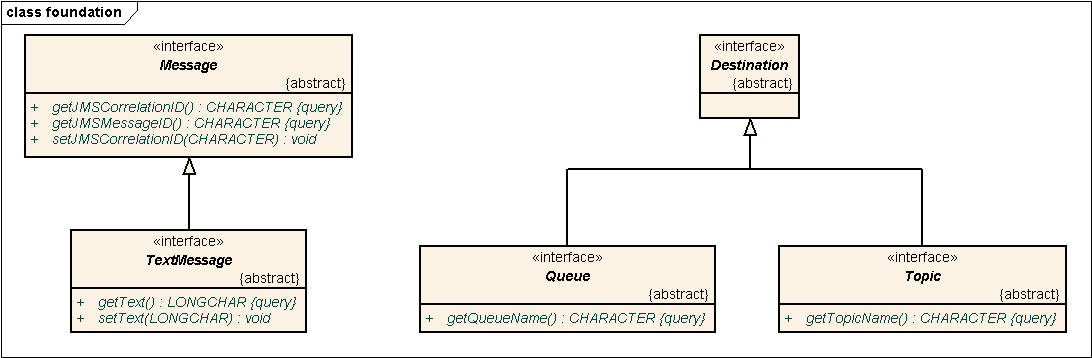 class foundation
«interface»
Message
{abstract}
+ getJMSCorrelationID() : CHARACTER {query}
+ getJMSMessageID() : CHARACTER {query}
+ setJMSCorrelationID(CHARACTER) : void
«interface»
Destination
{abstract}
«interface»
TextMessage
{abstract}
+ getText() : LONGCHAR {query}
+ setText(LONGCHAR) : void
«interface»
Queue
{abstract}
+ getQueueName() : CHARACTER {query}
«interface»
Topic
{abstract}
+ getTopicName() : CHARACTER {query}